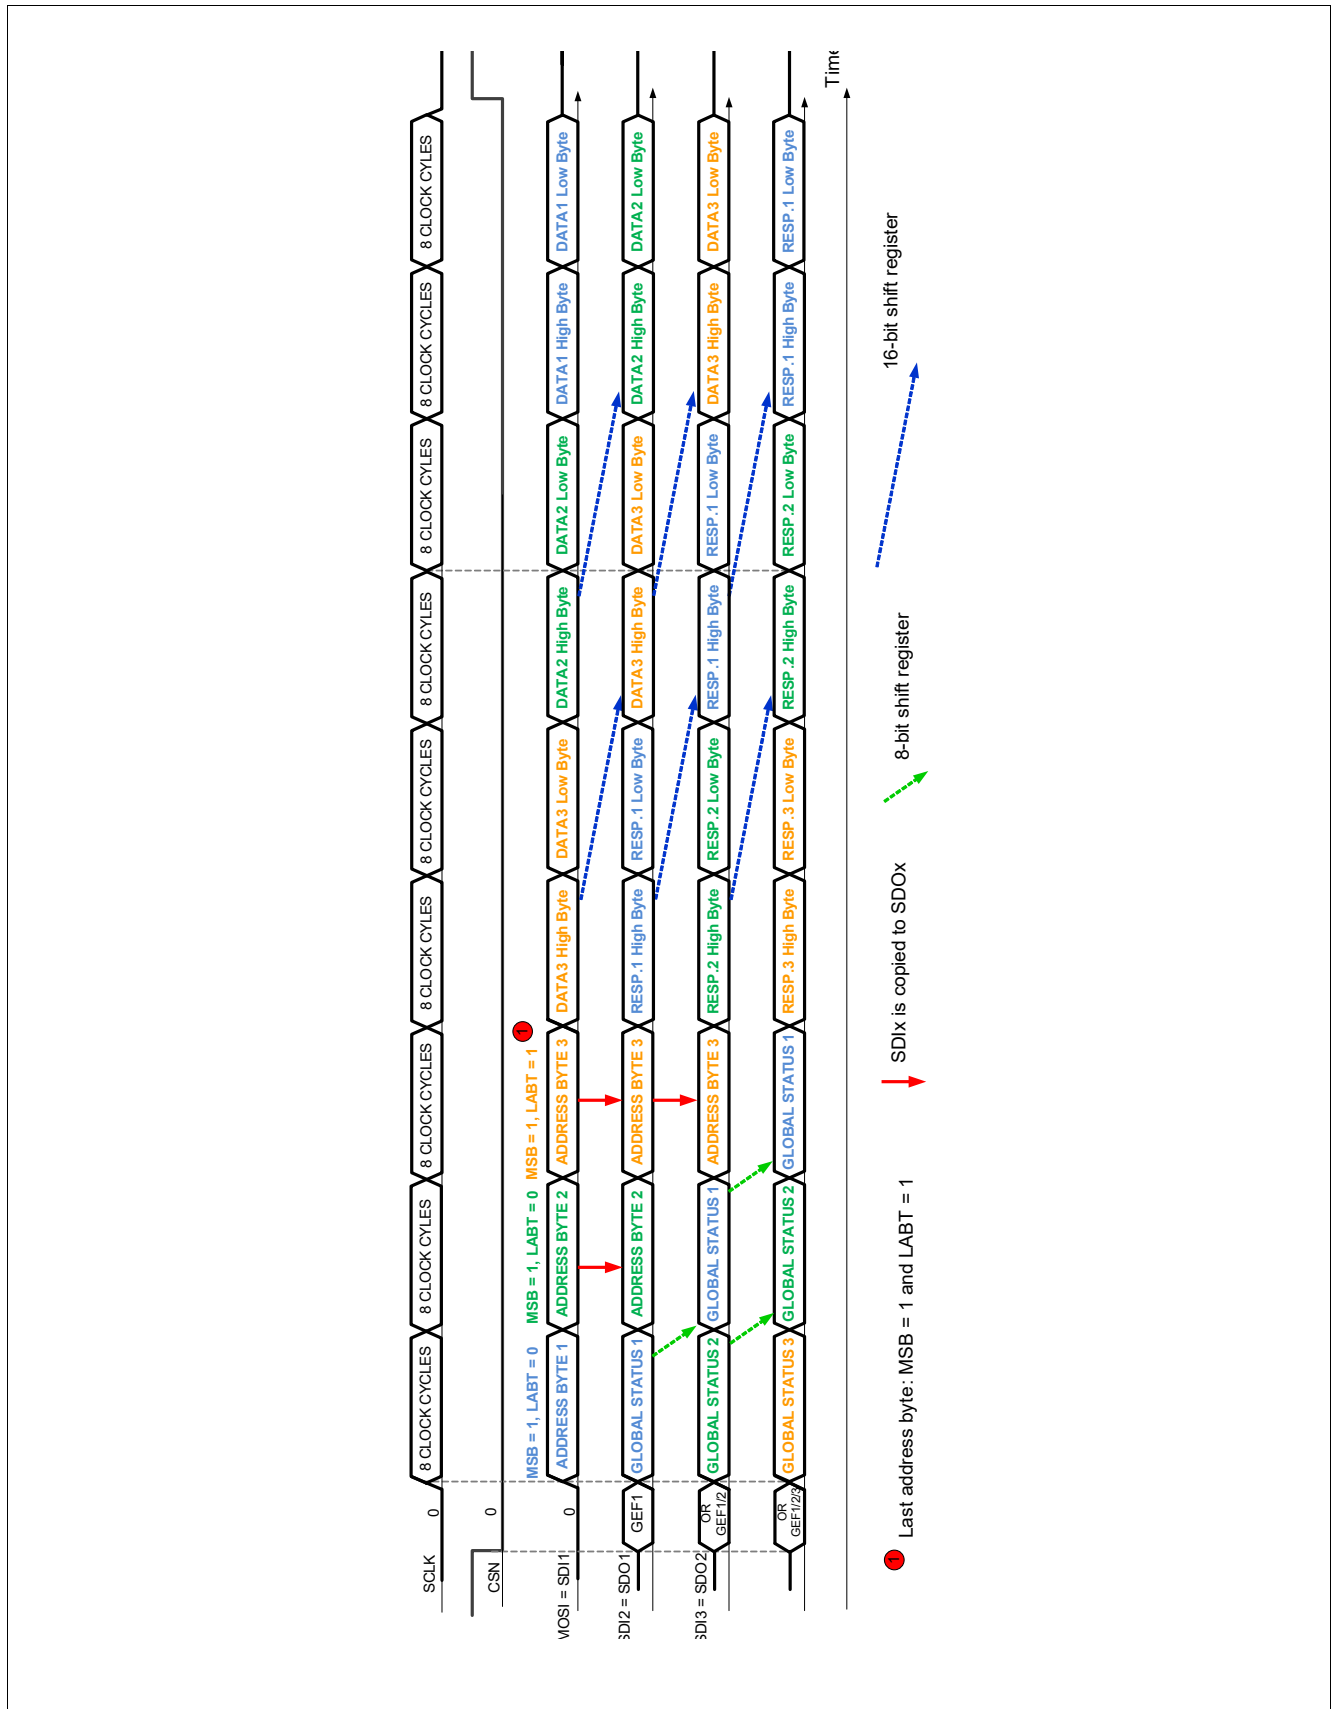 SCLK 0 8 CLOCK CYCLES 8 CLOCK CYLES 8 CLOCK CYLES 8 CLOCK CYLES 8 CLOCK CYLES 8 CLOCK CYLES 8 CLOCK CYLES 8 CLOCK CYCLES 8 CLOCK CYLES
CSN 0
MSB = 1, LABT = 0 MSB = 1, LABT = 0 MSB = 1, LABT = 1 1
MOSI = SDI1 0 ADDRESS BYTE 1 ADDRESS BYTE 2 ADDRESS BYTE 3 DATA3 High Byte DATA3 Low Byte DATA2 High Byte DATA2 Low Byte DATA1 High Byte DATA1 Low Byte
SDI2 = SDO1 GEF1 GLOBAL STATUS 1 ADDRESS BYTE 2 ADDRESS BYTE 3 RESP.1 High Byte RESP.1 Low Byte DATA3 High Byte DATA3 Low Byte DATA2 High Byte DATA2 Low Byte
SDI3 = SDO2 OR GEF1/2 GLOBAL STATUS 2 GLOBAL STATUS 1 ADDRESS BYTE 3 RESP.2 High Byte RESP.2 Low Byte RESP.1 High Byte RESP.1 Low Byte DATA3 High Byte DATA3 Low Byte
OR GEF1/2/3 GLOBAL STATUS 3 GLOBAL STATUS 2 GLOBAL STATUS 1 RESP.3 High Byte RESP.3 Low Byte RESP.2 High Byte RESP.2 Low Byte RESP.1 High Byte RESP.1 Low Byte
Time
1 Last address byte: MSB = 1 and LABT = 1 SDIx is copied to SDOx 8-bit shift register 16-bit shift register